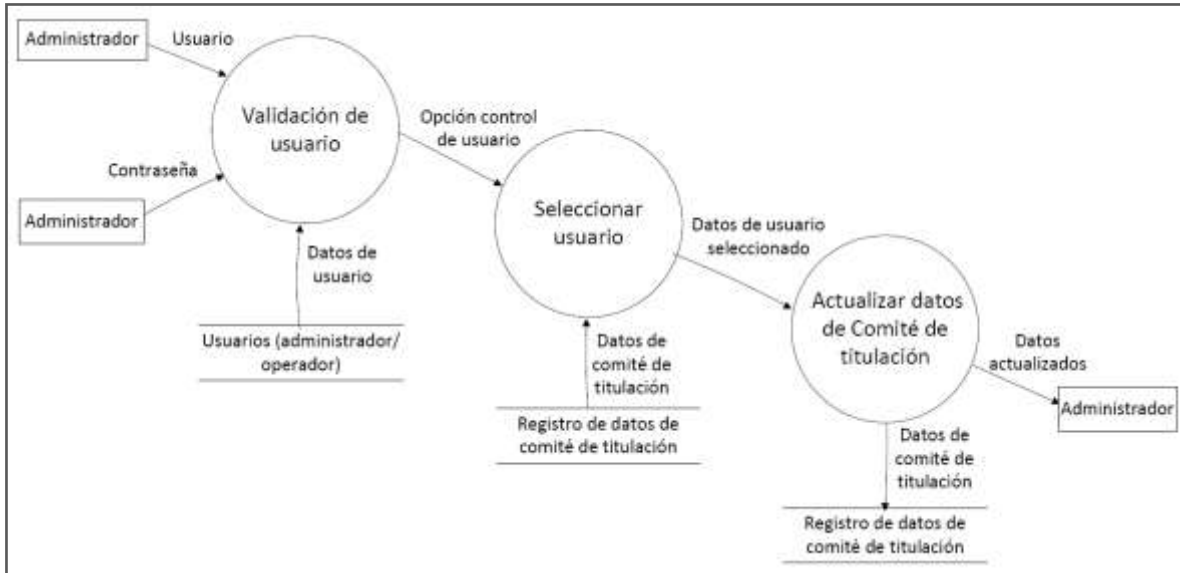 Administrador
Usuario
Validación de
usuario
Contraseña
Administrador
Datos de
usuario
Usuarios (administrador/
operador)
Opción control
de usuario
Seleccionar
usuario
Datos de
comité de
titulación
Registro de datos de
comité de titulación
Datos de usuario
seleccionado
Actualizar datos
de Comité de
titulación
Datos
actualizados
Administrador
Datos de
comité de
titulación
Registro de datos de
comité de titulación